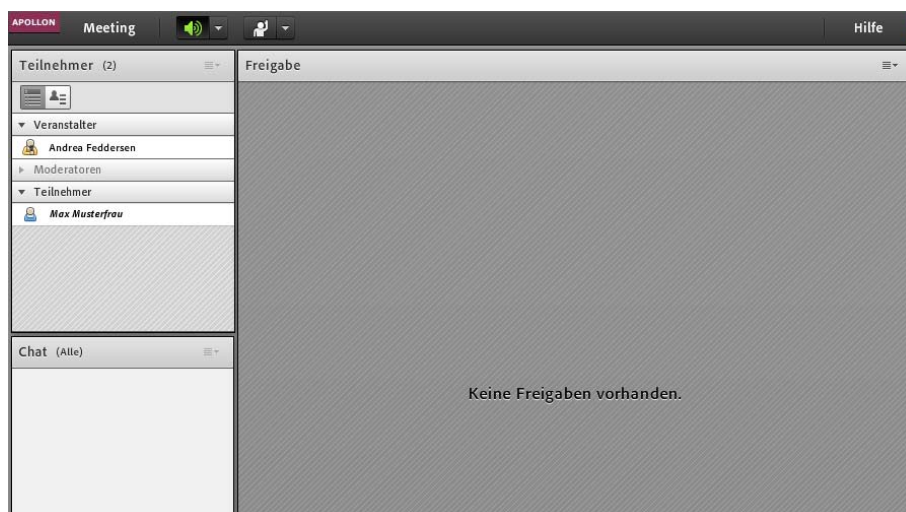 APOLLON
Meeting
Hilfe
Teilnehmer (2)
Veranstalter
Andrea Feddersen
Moderatoren
Teilnehmer
Max Musterfrau
Chat (Alle)
Freigabe
Keine Freigaben vorhanden.